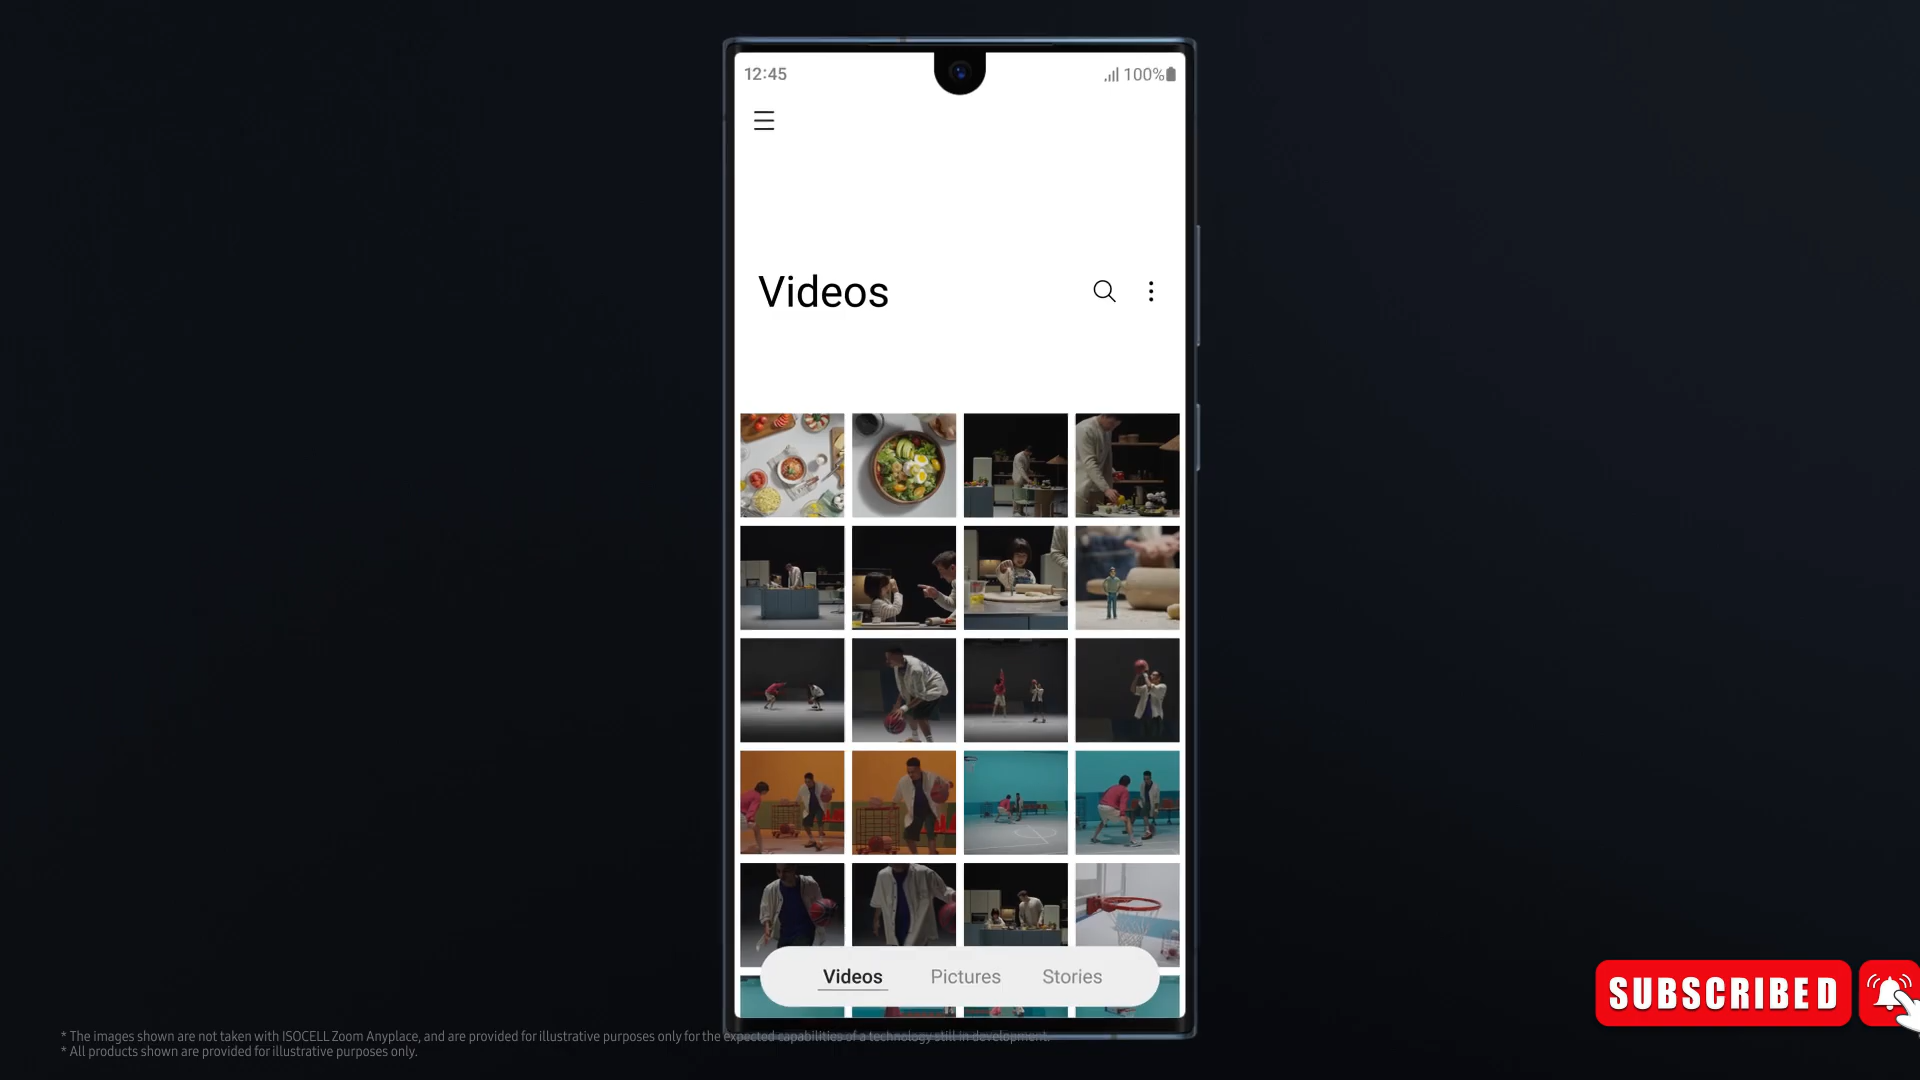 12:45
100%
Videos
Videos Pictures Stories
SUBSCRIBED
* The images shown are not taken with ISOCELL Zoom Anyplace, and are provided for illustrative purposes only for the expected capabilities of a technology still in development.
* All products shown are provided for illustrative purposes only.